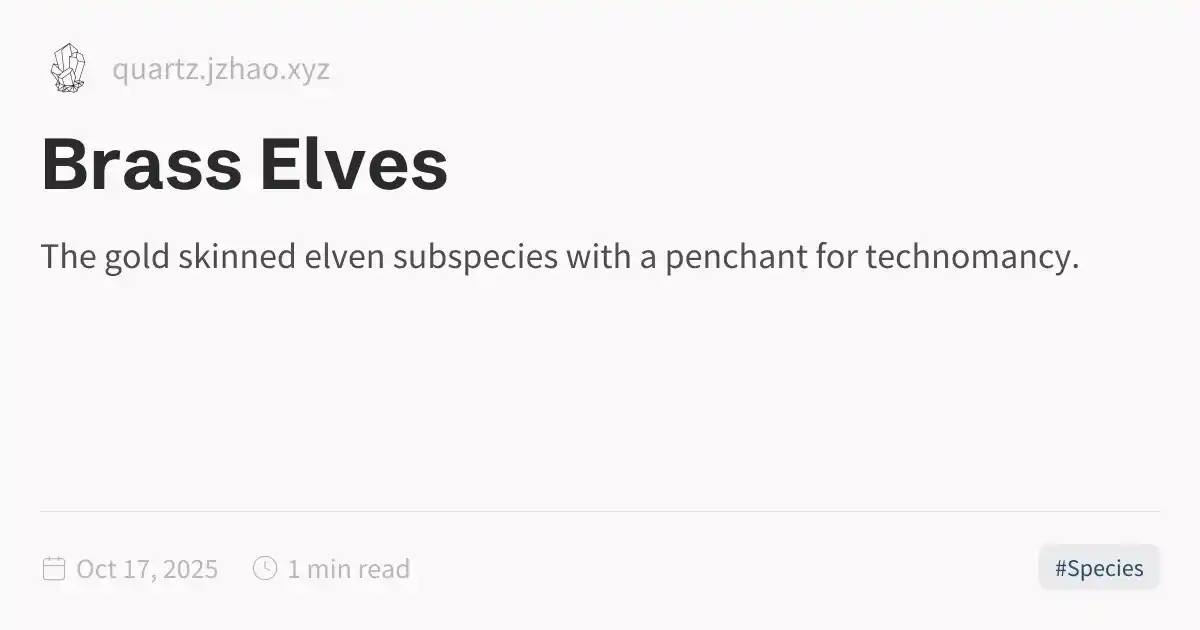 quartz.jzhao.xyz
Brass Elves
The gold skinned elven subspecies with a penchant for technomancy.
Oct 17, 2025
1 min read
#Species